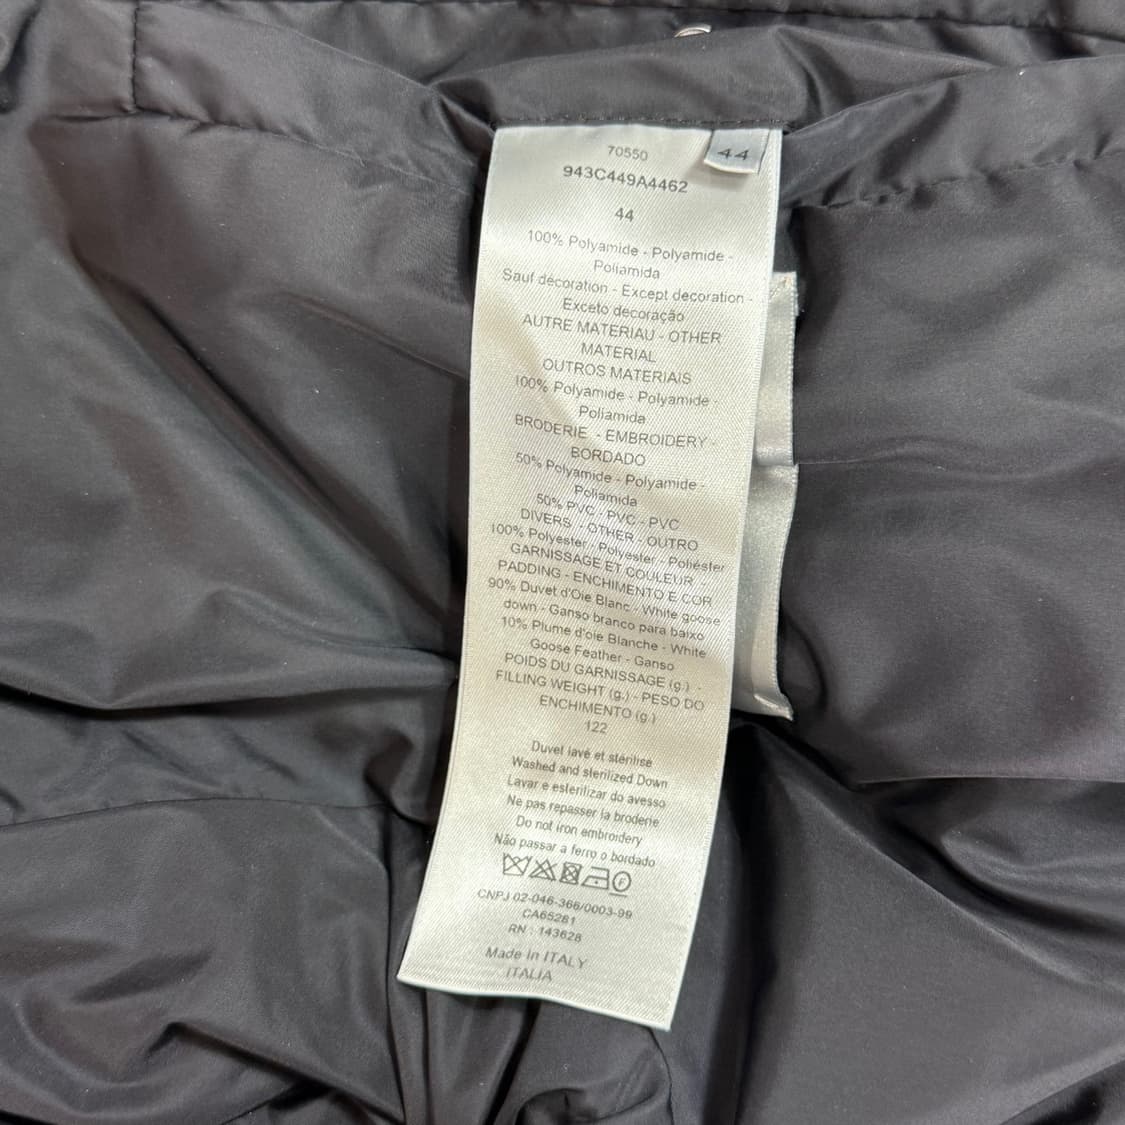 70550
44
943C449A4462
44
100% Polyamide - Polyamide -
Poliamida
Sauf décoration - Except decoration -
Exceto decoração
AUTRE MATERIAU - OTHER
MATERIAL
OUTROS MATERIAIS
100% Polyamide - Polyamide -
Poliamida
BRODERIE - EMBROIDERY -
BORDADO
50% Polyamide - Polyamide -
Poliamida
50% PVC - PVC - PVC
DIVERS - OTHER - OUTRO
100% Polyester - Polyester - Poliéster
GARNISSAGE ET COULEUR -
PADDING - ENCHIMENTO E COR
90% Duvet d'Oie Blanc - White goose
down - Ganso branco para baixo
10% Plume d'oie Blanche - White
Goose Feather - Ganso
POIDS DU GARNISSAGE (g.) -
FILLING WEIGHT (g.) - PESO DO
ENCHIMENTO (g.)
122
Duvet lavé et stérilise
Washed and sterilized Down
Lavar e esterilizar do avesso
Ne pas repasser la broderie
Do not iron embroidery
Não passar a ferro o bordado
CNPJ 02-046-366/0003-99
CA65281
RN : 143628
Made in ITALY
ITALIA